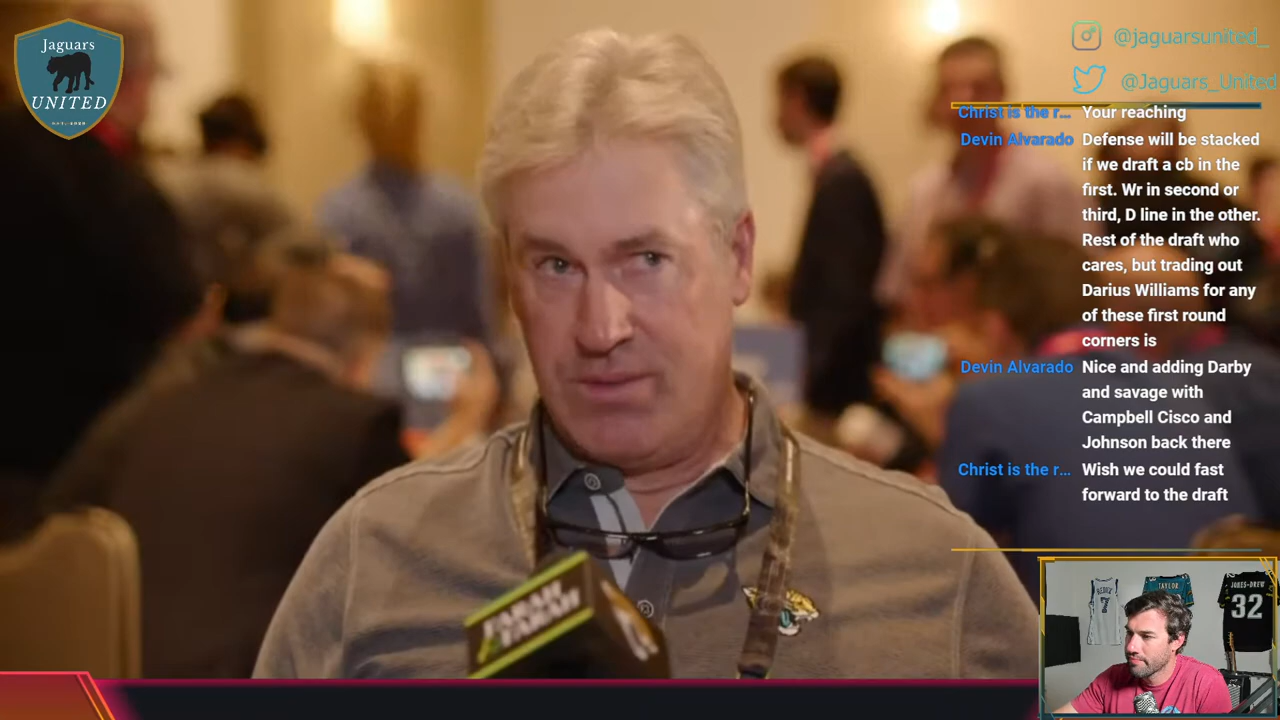 Jaguars
UNITED
@jaguarsunited_
@Jaguars_United
Christ is the r... Your reaching
Devin Alvarado Defense will be stacked
if we draft a cb in the
first. Wr in second or
third, D line in the other.
Rest of the draft who
cares, but trading out
Darius Williams for any
of these first round
corners is
Devin Alvarado Nice and adding Darby
and savage with
Campbell Cisco and
Johnson back there
Christ is the r... Wish we could fast
forward to the draft
FARAH
FARAH
7
TAYLOR
JONES-DREW
32